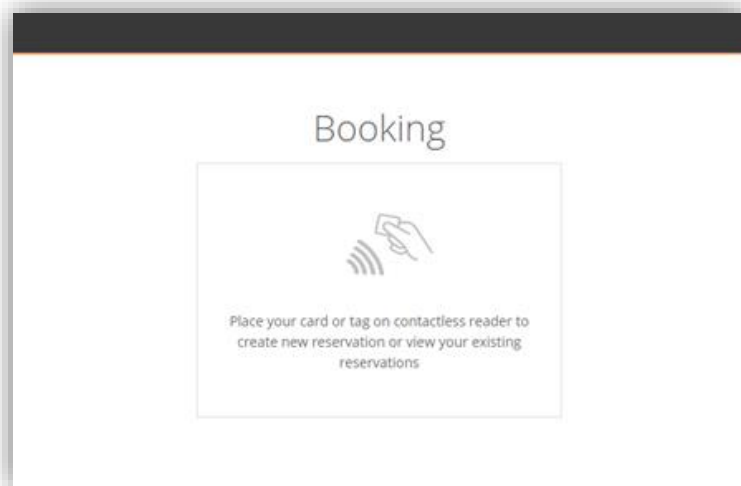 Booking
Place your card or tag on contactless reader to
create new reservation or view your existing
reservations